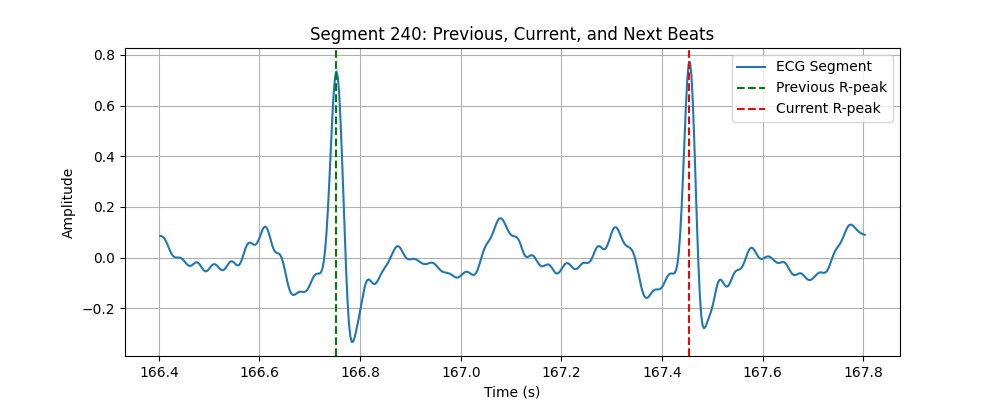 Segment 240: Previous, Current, and Next Beats
ECG Segment
Previous R-peak
Current R-peak
Amplitude
0.8
0.6
0.4
0.2
0.0
−0.2
166.4 166.6 166.8 167.0 167.2 167.4 167.6 167.8
Time (s)